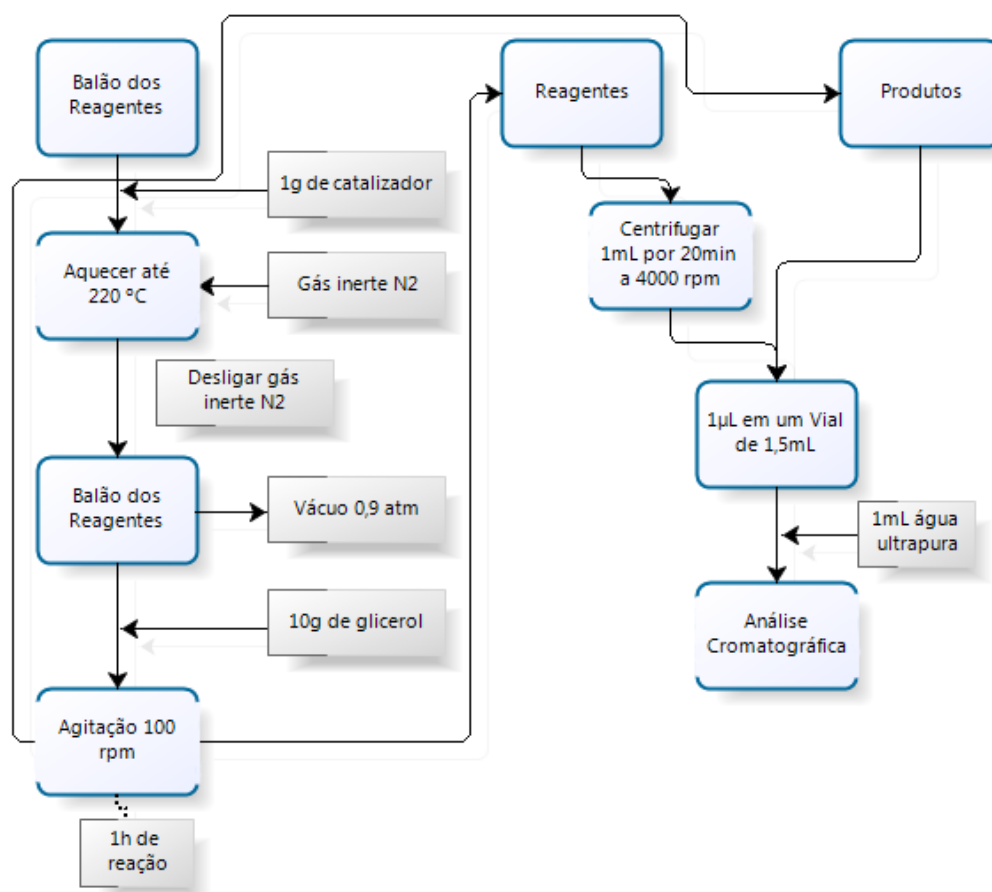 Balão dos
Reagentes
1g de catalizador
Aquecer até
220 ºC
Gás inerte N2
Desligar gás
inerte N2
Balão dos
Reagentes
Vácuo 0,9 atm
10g de glicerol
Agitação 100
rpm
1h de
reação
Reagentes
Centrifugar
1mL por 20min
a 4000 rpm
Produtos
1µL em um Vial
de 1,5mL
1mL água
ultrapura
Análise
Cromatográfica